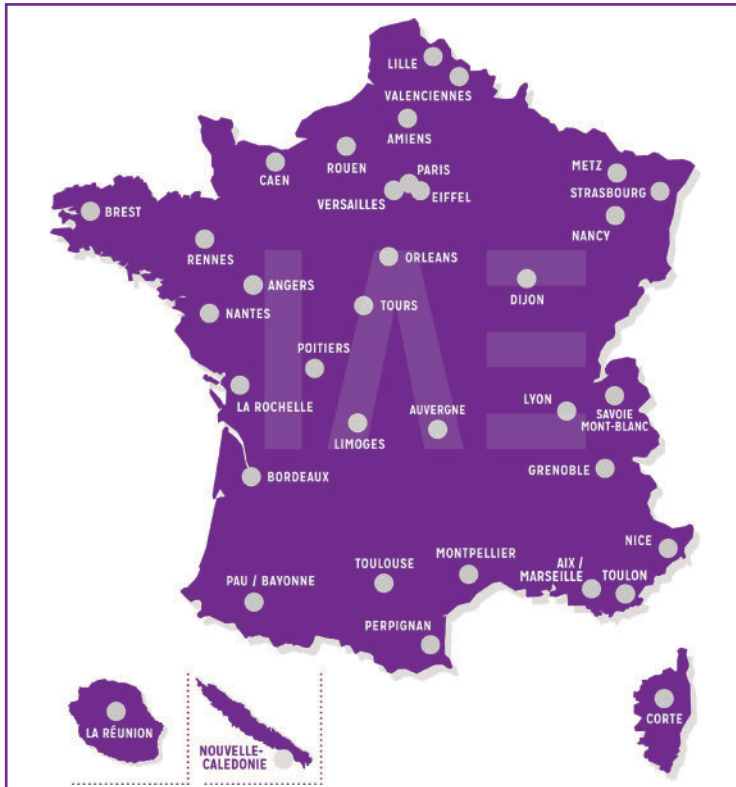 LILLE
VALENCIENNES
AMIENS
ROUEN
CAEN
PARIS
VERSAILLES
EIFFEL
METZ
STRASBOURG
NANCY
BREST
RENNES
ORLEANS
ANGERS
DIJON
NANTES
TOURS
IAE
POITIERS
LA ROCHELLE
AUVERGNE
LYON
SAVOIE
MONT-BLANC
LIMOGES
GRENOBLE
BORDEAUX
NICE
MONTPELLIER
TOULOUSE
AIX /
MARSEILLE
TOULON
PAU / BAYONNE
PERPIGNAN
LA RÉUNION
NOUVELLE-
CALEDONIE
CORTE